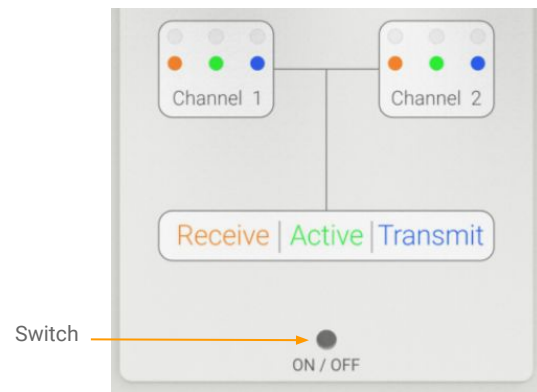 Channel 1
Channel 2
Receive | Active | Transmit
Switch
ON / OFF